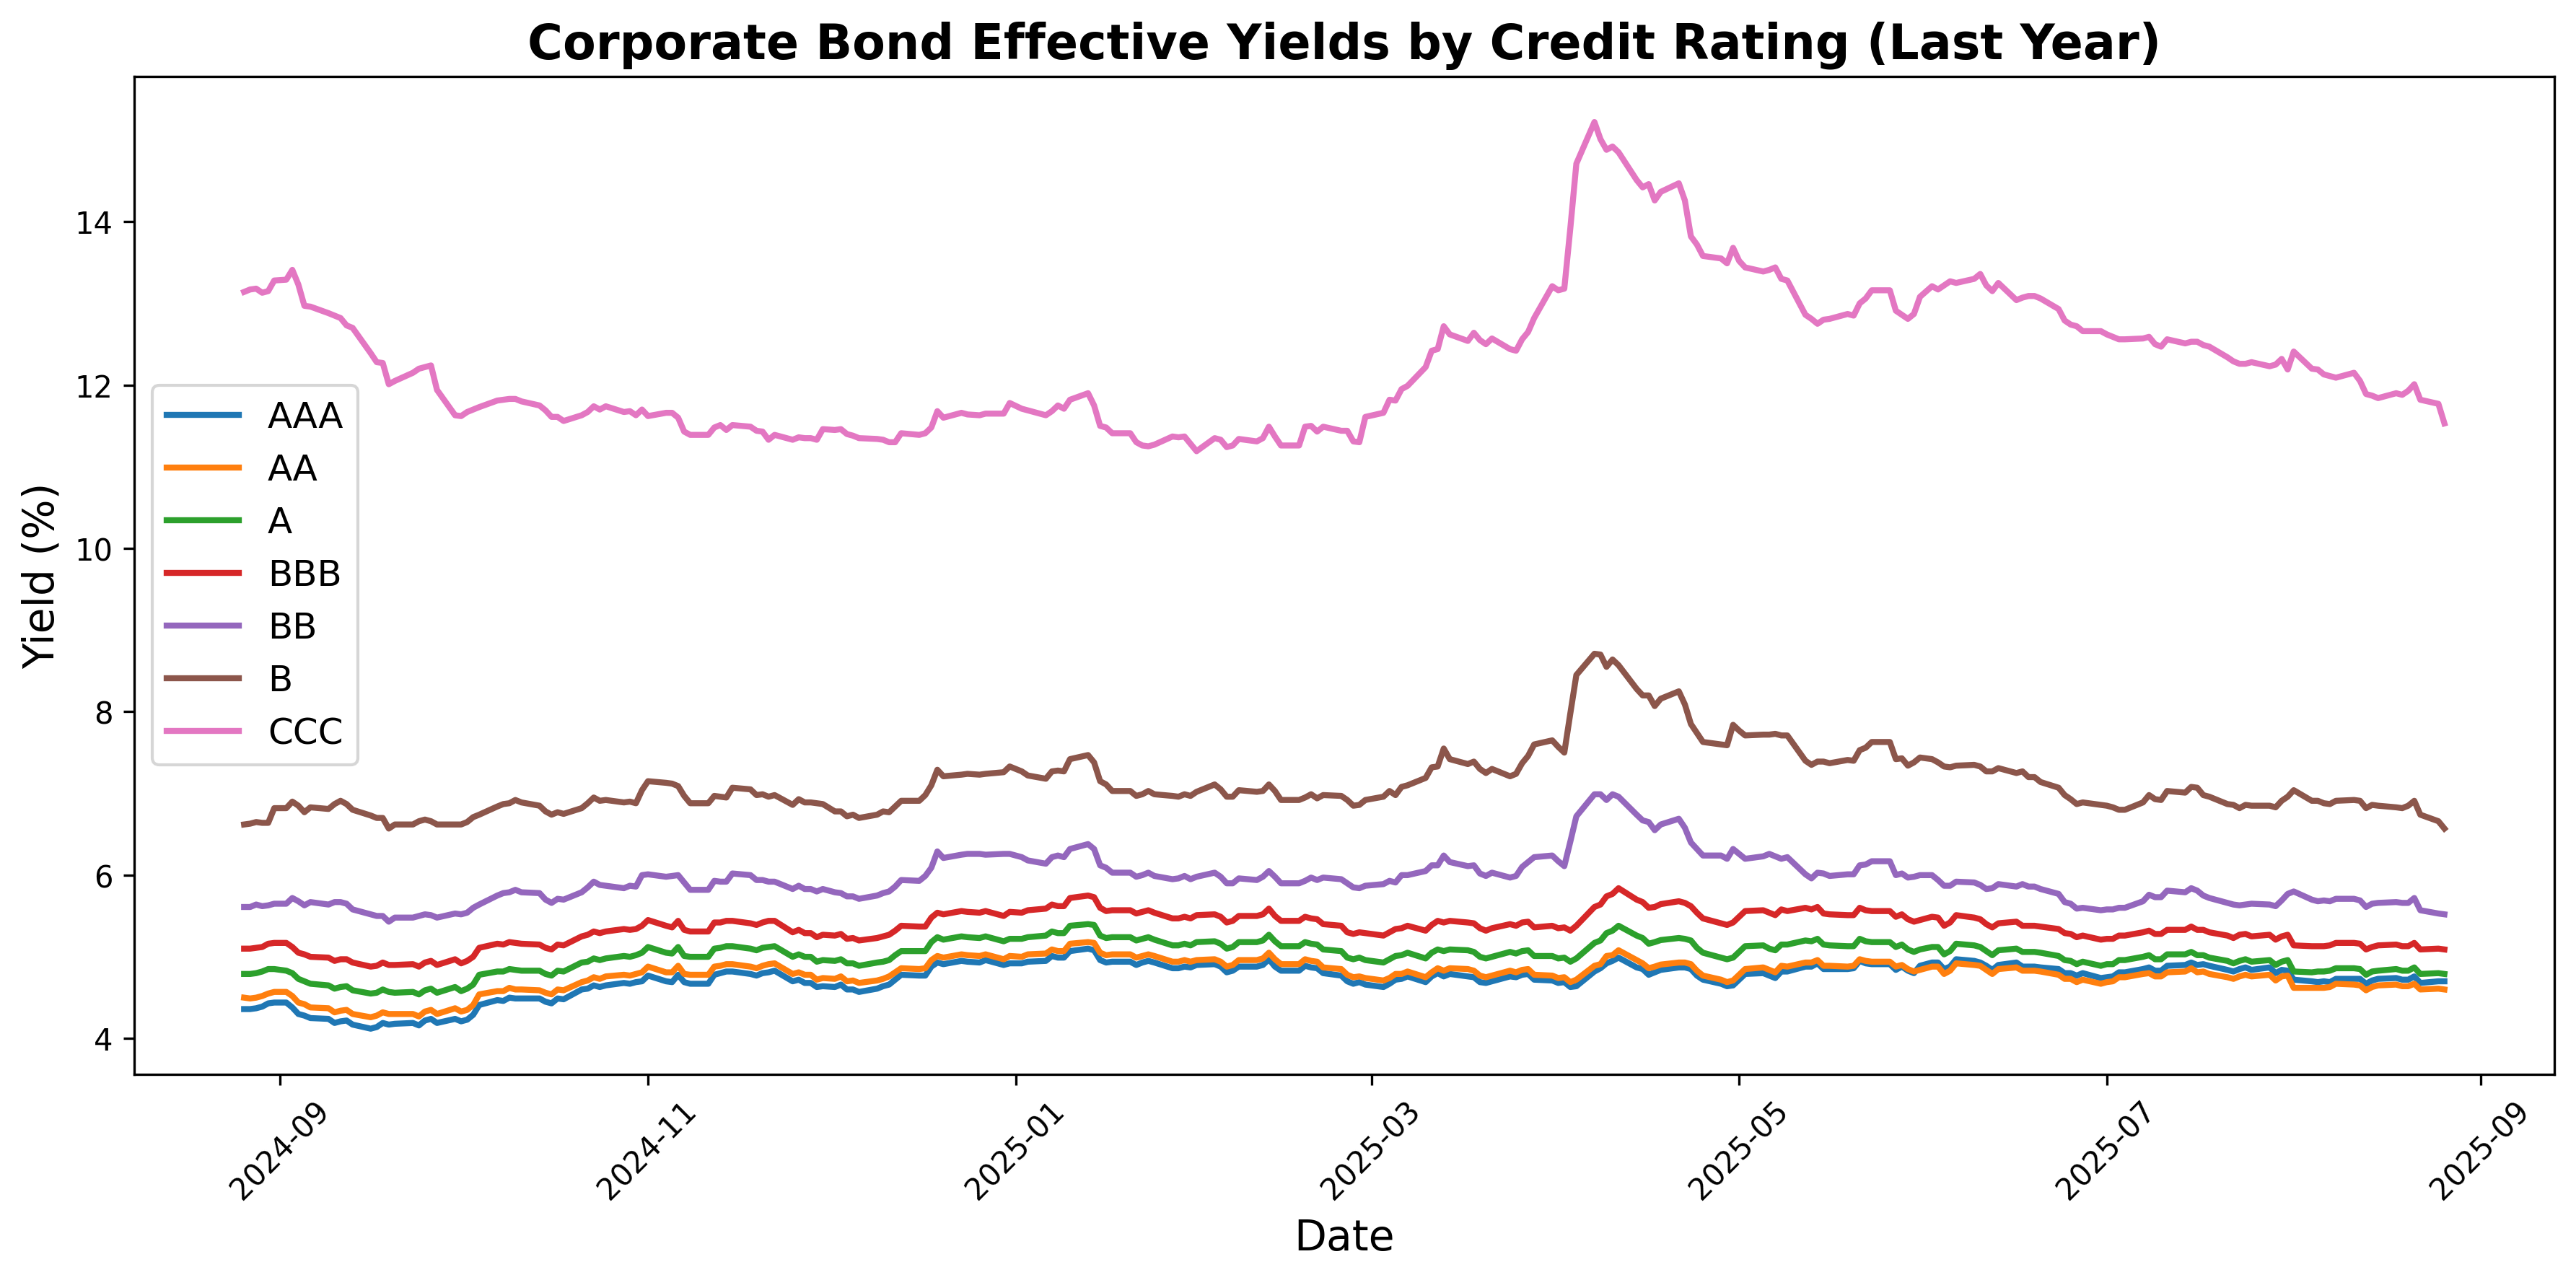 Corporate Bond Effective Yields by Credit Rating (Last Year)
Yield (%)
14
12
10
8
6
4
AAA
AA
A
BBB
BB
B
CCC
2024-09
2024-11
2025-01
2025-03
2025-05
2025-07
2025-09
Date